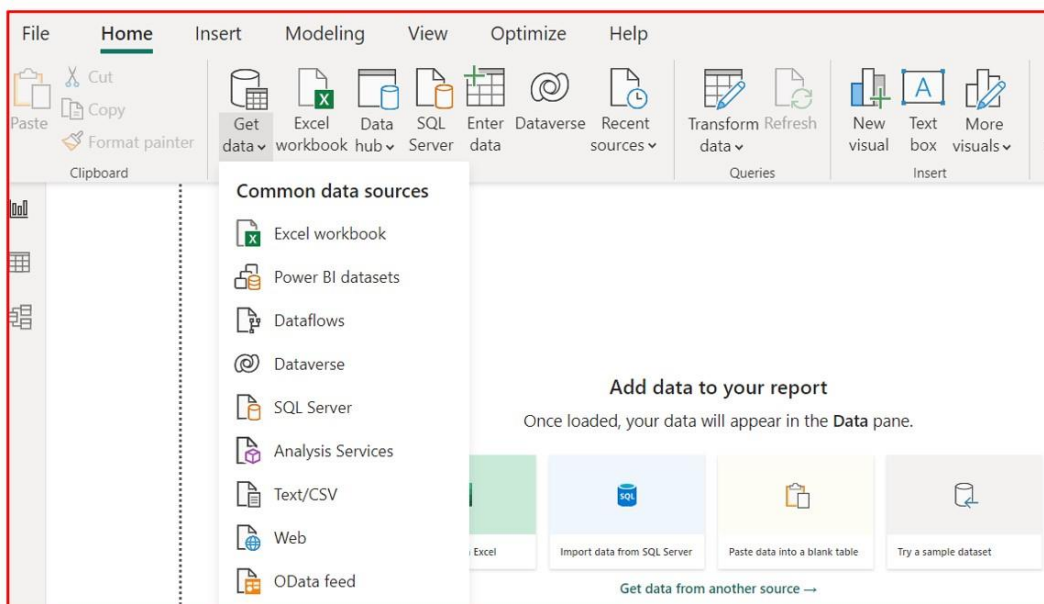 File Home Insert Modeling View Optimize Help
Paste
Cut
Copy
Format painter
Clipboard
Get data
Excel workbook
Data hub
SQL Server
Enter data
Dataverse
Recent sources
Transform data
Refresh
Queries
New visual
Text box
More visuals
Insert
Common data sources
Excel workbook
Power BI datasets
Dataflows
Dataverse
SQL Server
Analysis Services
Text/CSV
Web
OData feed
Add data to your report
Once loaded, your data will appear in the Data pane.
Excel
SQL
Import data from SQL Server
Paste data into a blank table
Try a sample dataset
Get data from another source →